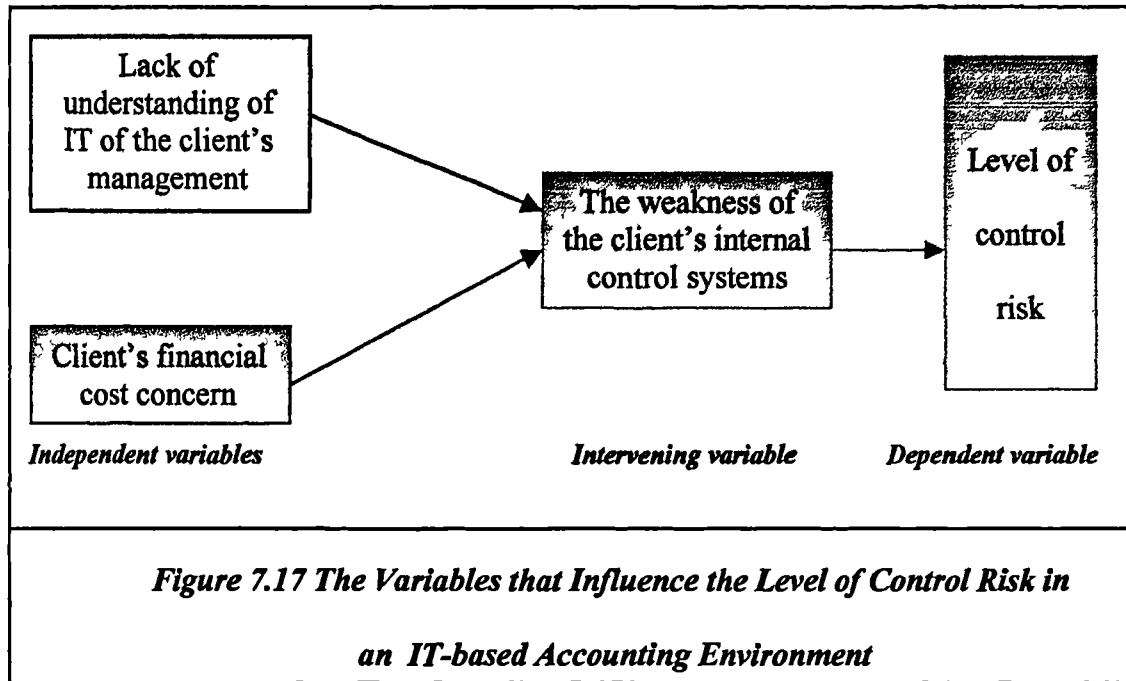 Lack of
understanding of
IT of the client's
management
Client's financial
cost concern
The weakness of
the client's internal
control systems
Level of
control
risk
Independent variables
Intervening variable
Dependent variable
Figure 7.17 The Variables that Influence the Level of Control Risk in
an IT-based Accounting Environment